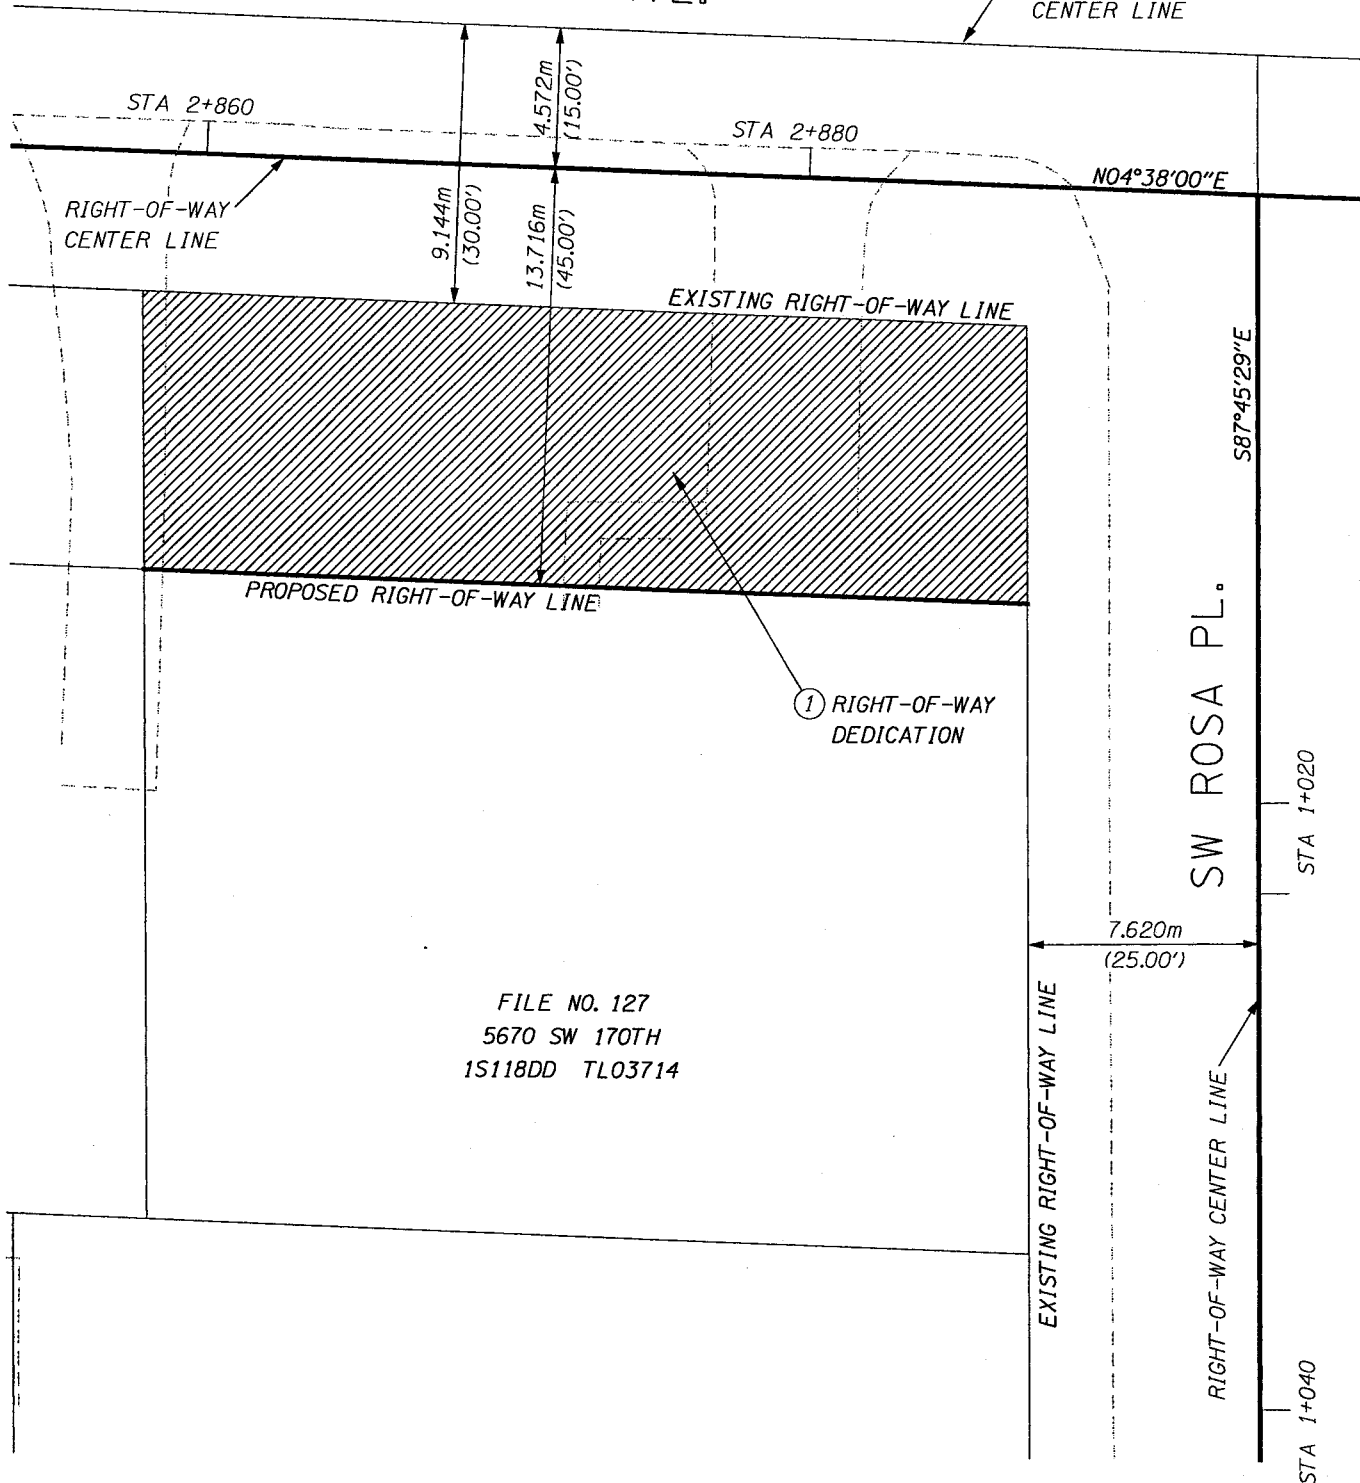 CENTER LINE
STA 2+860
4.572m
(15.00')
STA 2+880
N04°38'00"E
RIGHT-OF-WAY
CENTER LINE
9.144m
(30.00')
13.716m
(45.00')
EXISTING RIGHT-OF-WAY LINE
S87°45'29"E
PROPOSED RIGHT-OF-WAY LINE
SW ROSA PL.
1 RIGHT-OF-WAY
DEDICATION
STA 1+020
7.620m
(25.00')
FILE NO. 127
5670 SW 170TH
1S118DD TL03714
EXISTING RIGHT-OF-WAY LINE
RIGHT-OF-WAY CENTER LINE
STA 1+040